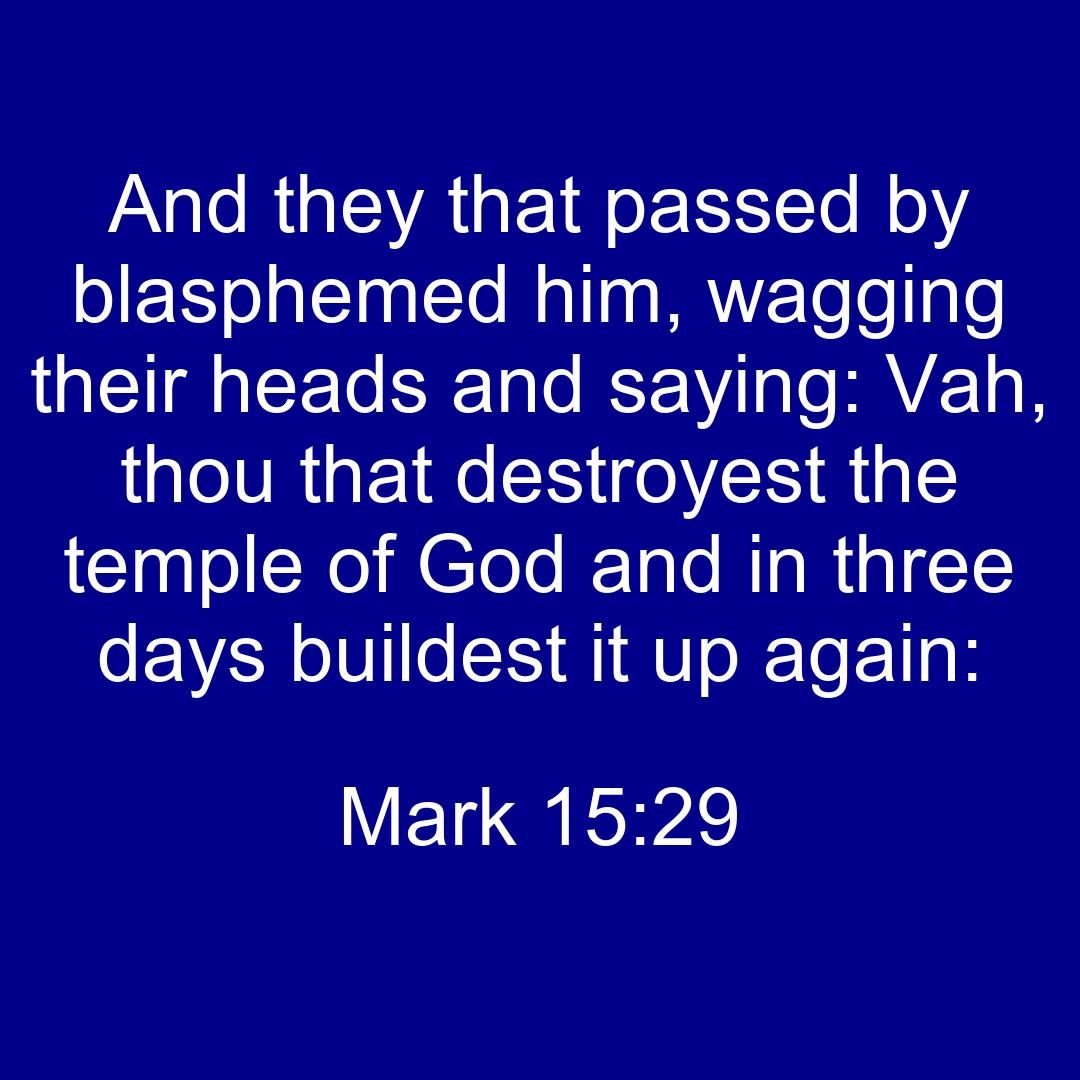 And they that passed by
blasphemed him, wagging
their heads and saying: Vah,
thou that destroyest the
temple of God and in three
days buildest it up again:
Mark 15:29